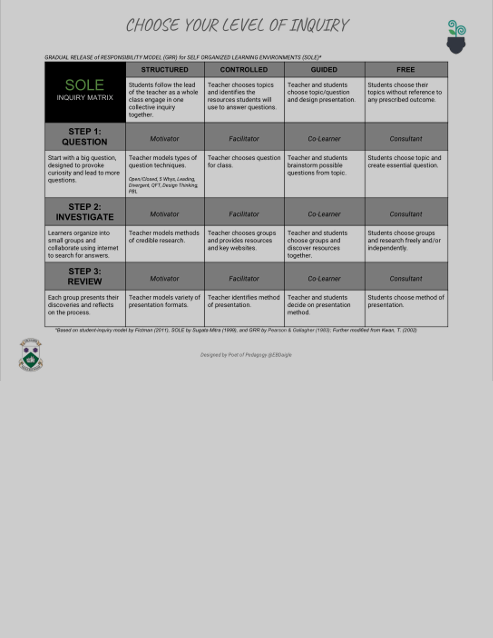 CHOOSE YOUR LEVEL OF INQUIRY
GRADUAL RELEASE of RESPONSIBILITY MODEL (GRR) for SELF ORGANIZED LEARNING ENVIRONMENTS (SOLE)*
SOLE
INQUIRY MATRIX
STRUCTURED
Students follow the lead
of the teacher as a whole
class engage in one
collective inquiry
together.
CONTROLLED
Teacher chooses topics
and identifies the
resources students will
use to answer questions.
GUIDED
Teacher and students
choose topic/question
and design presentation.
FREE
Students choose their
topics without reference to
any prescribed outcome.
STEP 1:
QUESTION
Motivator
Facilitator
Co-Learner
Consultant
Start with a big question,
designed to provoke
curiosity and lead to more
questions.
Teacher models types of
question techniques.
Open/Closed, 5 Whys, Leading,
Divergent, QFT, Design Thinking,
PBL
Teacher chooses question
for class.
Teacher and students
brainstorm possible
questions from topic.
Students choose topic and
create essential question.
STEP 2:
INVESTIGATE
Motivator
Facilitator
Co-Learner
Consultant
Learners organize into
small groups and
collaborate using internet
to search for answers.
Teacher models methods
of credible research.
Teacher chooses groups
and provides resources
and key websites.
Teacher and students
choose groups and
discover resources
together.
Students choose groups
and research freely and/or
independently.
STEP 3:
REVIEW
Motivator
Facilitator
Co-Learner
Consultant
Each group presents their
discoveries and reflects
on the process.
Teacher models variety of
presentation formats.
Teacher identifies method
of presentation.
Teacher and students
decide on presentation
method.
Students choose method of
presentation.
*Based on student-inquiry model by Fichman (2011), SOLE by Sugata Mitra (1999), and GRR by Pearson & Gallagher (1983); Further modified from Kwan, T. (2003)
Designed by Poet of Pedagogy @EBDaigle